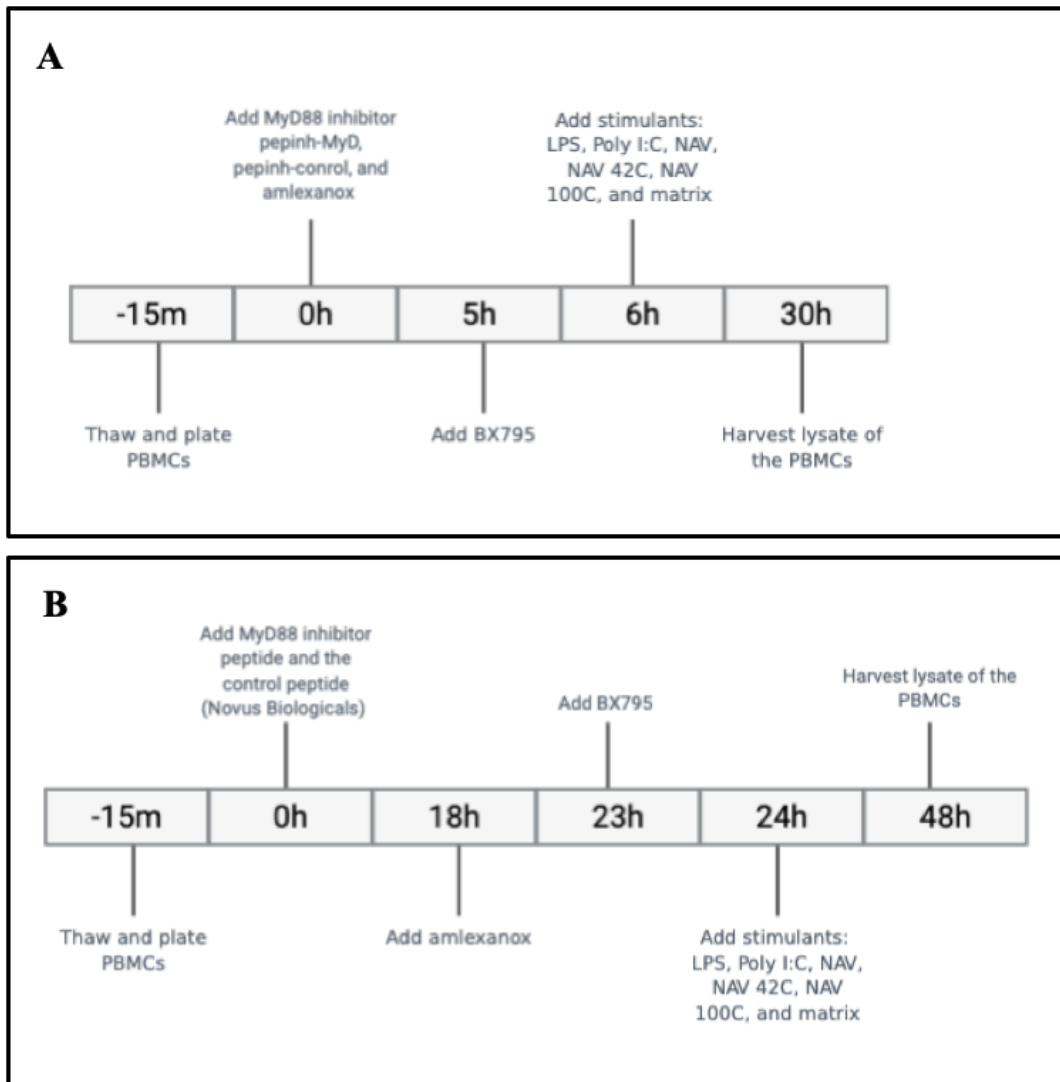 A
Add MyD88 inhibitor
pepinh-MyD,
pepinh-conrol, and
amlexanox
Add stimulants:
LPS, Poly I:C, NAV,
NAV 42C, NAV
100C, and matrix
-15m
0h
5h
6h
30h
Thaw and plate
PBMCs
Add BX795
Harvest lysate of
the PBMCs
B
Add MyD88 inhibitor
peptide and the
control peptide
(Novus Biologicals)
Add BX795
Harvest lysate of the
PBMCs
-15m
0h
18h
23h
24h
48h
Thaw and plate
PBMCs
Add amlexanox
Add stimulants:
LPS, Poly I:C, NAV,
NAV 42C, NAV
100C, and matrix